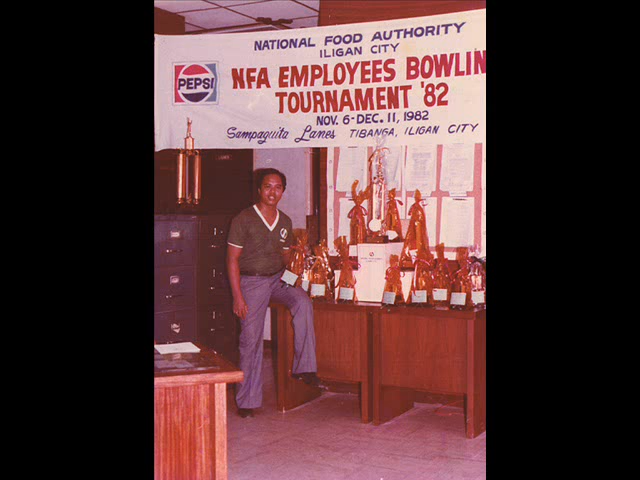 NATIONAL FOOD AUTHORITY
ILIGAN CITY
PEPSI
NFA EMPLOYEES BOWLIN
TOURNAMENT '82
NOV. 6-DEC. 11, 1982
Sampaguita Lanes TIBANGA, ILIGAN CITY